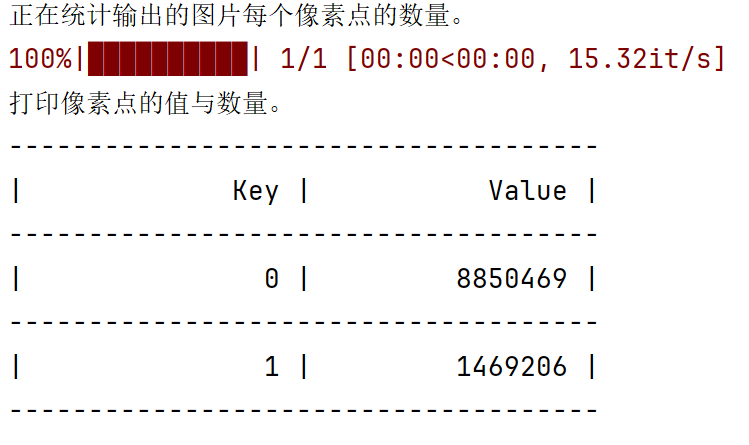 正在统计输出的图片每个像素点的数量。
100%|██████████| 1/1 [00:00<00:00, 15.32it/s]
打印像素点的值与数量。
-------------------------------------
|             Key |           Value |
-------------------------------------
|               0 |         8850469 |
-------------------------------------
|               1 |         1469206 |
-------------------------------------